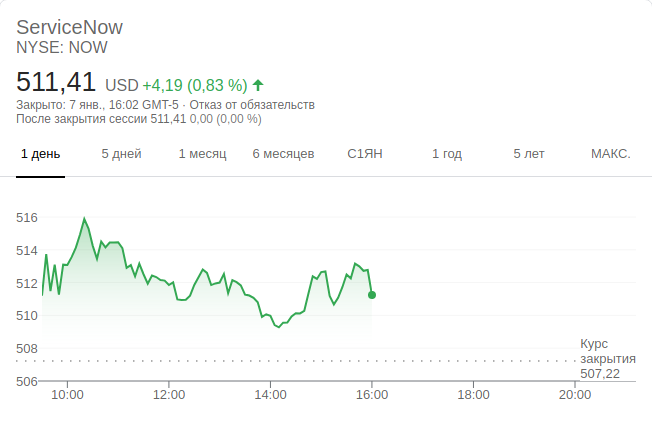 ServiceNow
NYSE: NOW
511,41 USD +4,19 (0,83 %)
Закрыто: 7 янв., 16:02 GMT-5 · Отказ от обязательств
После закрытия сессии 511,41 0,00 (0,00 %)
1 день 5 дней 1 месяц 6 месяцев С1ЯН 1 год 5 лет МАКС.
516
514
512
510
508
506
Курс
закрытия
507,22
10:00 12:00 14:00 16:00 18:00 20:00